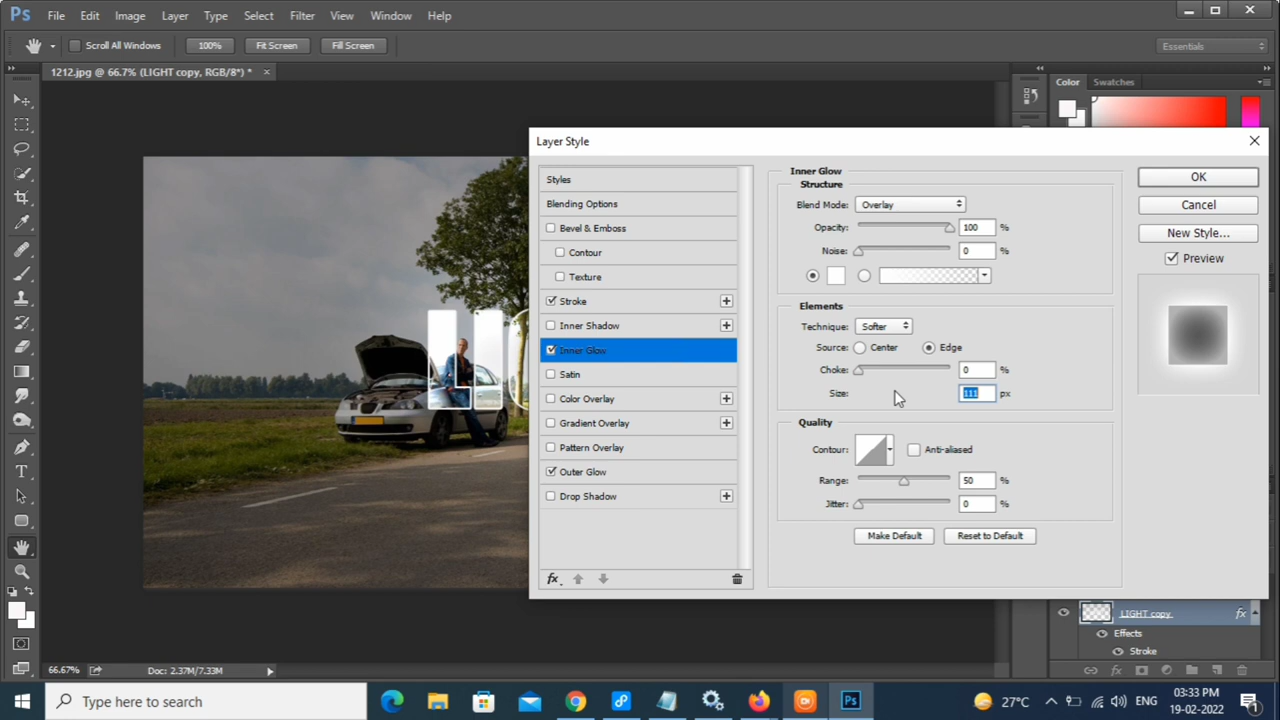 Ps File Edit Image Layer Type Select Filter View Window Help
Scroll All Windows 100% Fit Screen Fill Screen Essentials
1212.jpg @ 66.7% (LIGHT copy, RGB/8*) * ×
Color Swatches
Layer Style
Styles
Blending Options
Bevel & Emboss
Contour
Texture
Stroke
Inner Shadow
Inner Glow
Satin
Color Overlay
Gradient Overlay
Pattern Overlay
Outer Glow
Drop Shadow
fx
Inner Glow
Structure
Blend Mode: Overlay
Opacity: 100 %
Noise: 0 %
Elements
Technique: Softer
Source: Center Edge
Choke: 0 %
Size: 111 px
Quality
Contour: Anti-aliased
Range: 50 %
Jitter: 0 %
Make Default Reset to Default
OK
Cancel
New Style...
Preview
LIGHT copy fx
Effects
Stroke
66.67% Doc: 2.37M/7.33M
Type here to search
Ps
27°C ENG 03:33 PM
19-02-2022 1